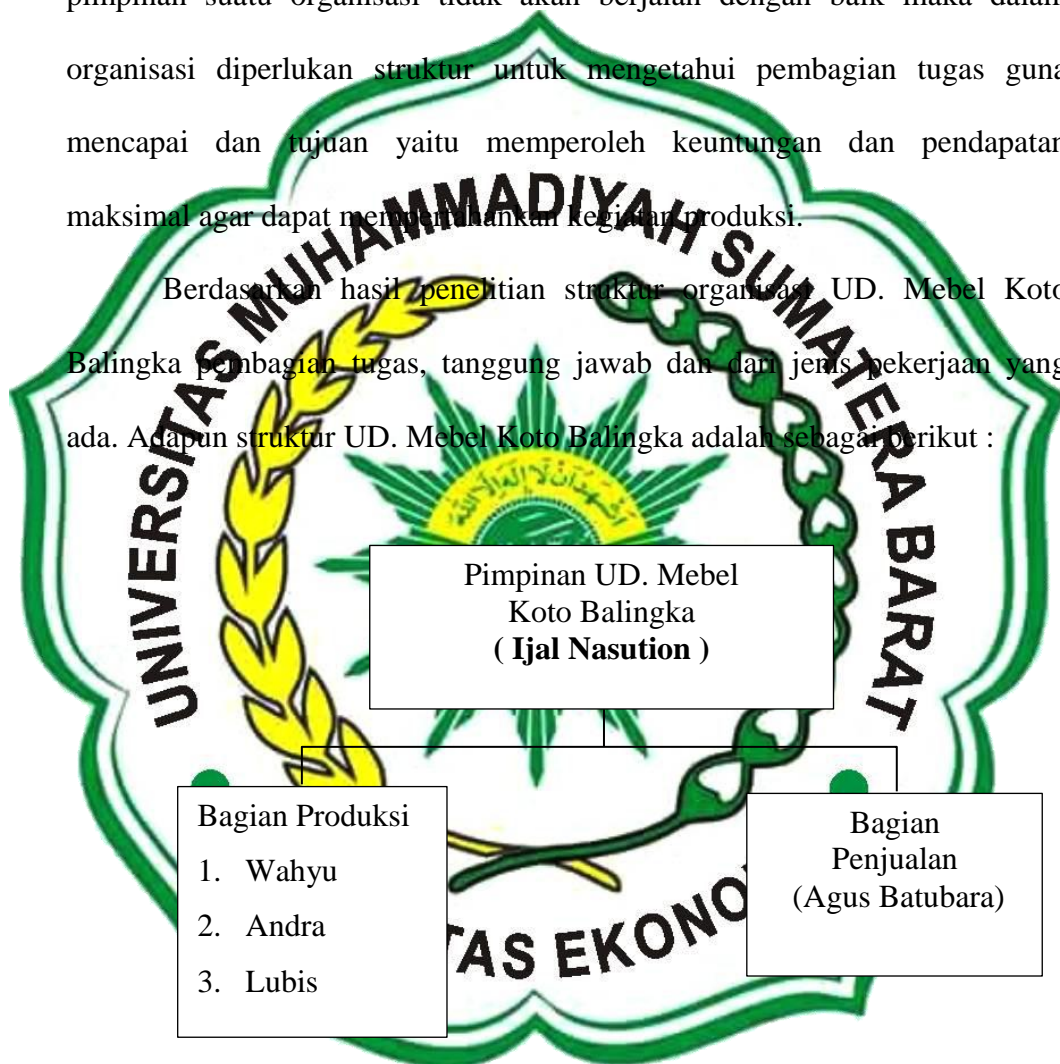 pimpinan suatu organisasi tidak akan berjalan dengan baik maka dalam
organisasi diperlukan struktur untuk mengetahui pembagian tugas guna
mencapai dan tujuan yaitu memperoleh keuntungan dan pendapatan
maksimal agar dapat mempertahankan kegiatan produksi.
Berdasarkan hasil penelitian struktur organisasi UD. Mebel Koto
Balingka pembagian tugas, tanggung jawab dan dari jenis pekerjaan yang
ada. Adapun struktur UD. Mebel Koto Balingka adalah sebagai berikut :
UNIVERSITAS MUHAMMADIYAH SUMATERA BARAT
Pimpinan UD. Mebel
Koto Balingka
( Ijal Nasution )
Bagian Produksi
1. Wahyu
2. Andra
3. Lubis
Bagian
Penjualan
(Agus Batubara)